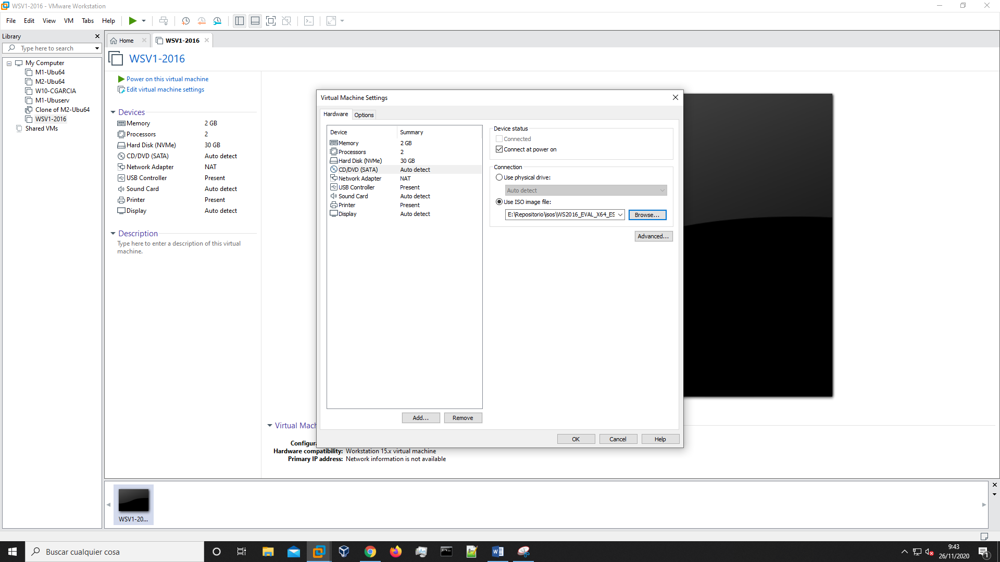 WSV1-2016 - VMware Workstation
File Edit View VM Tabs Help
Library
Type here to search
My Computer
M1-Ubu64
M2-Ubu64
W10-CGARCIA
M1-Ubuserv
Clone of M2-Ubu64
WSV1-2016
Shared VMs
Home
WSV1-2016
WSV1-2016
Power on this virtual machine
Edit virtual machine settings
Devices
Memory 2 GB
Processors 2
Hard Disk (NVMe) 30 GB
CD/DVD (SATA) Auto detect
Network Adapter NAT
USB Controller Present
Sound Card Auto detect
Printer Present
Display Auto detect
Description
Type here to enter a description of this virtual
machine.
Virtual Machine Settings
Hardware Options
Device Summary
Memory 2 GB
Processors 2
Hard Disk (NVMe) 30 GB
CD/DVD (SATA) Auto detect
Network Adapter NAT
USB Controller Present
Sound Card Auto detect
Printer Present
Display Auto detect
Add... Remove
Device status
Connected
Connect at power on
Connection
Use physical drive:
Auto detect
Use ISO image file:
E:\Repositorio\isos\WS2016_EVAL_X64_ES
Browse...
Advanced...
OK Cancel Help
Virtual Mach
Configura
Hardware compatibility: Workstation 15.x virtual machine
Primary IP address: Network information is not available
WSV1-20...
Buscar cualquier cosa
9:43
26/11/2020
1